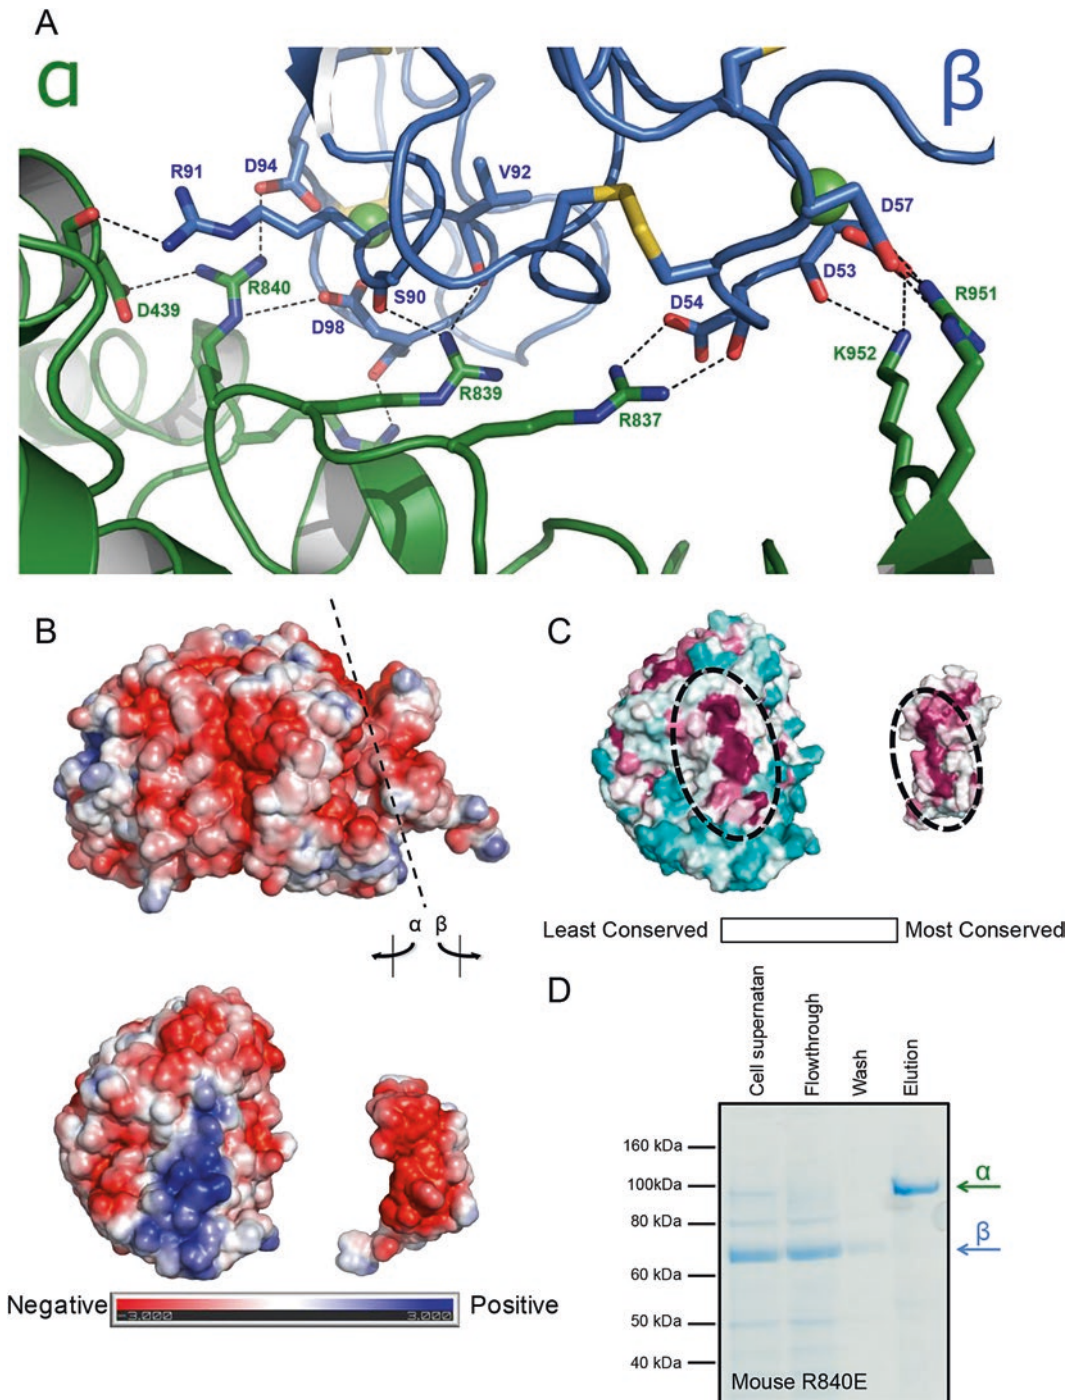 A
α
β
R91
D94
V92
D57
D439
R840
D98
S90
D54
D53
R951
R839
R837
K952
B
C
α β
Least Conserved
Most Conserved
D
Cell supernatan
Flowthrough
Wash
Elution
160 kDa
100kDa
80 kDa
60 kDa
50 kDa
40 kDa
α
β
Mouse R840E
Negative
-3.000
3.000
Positive